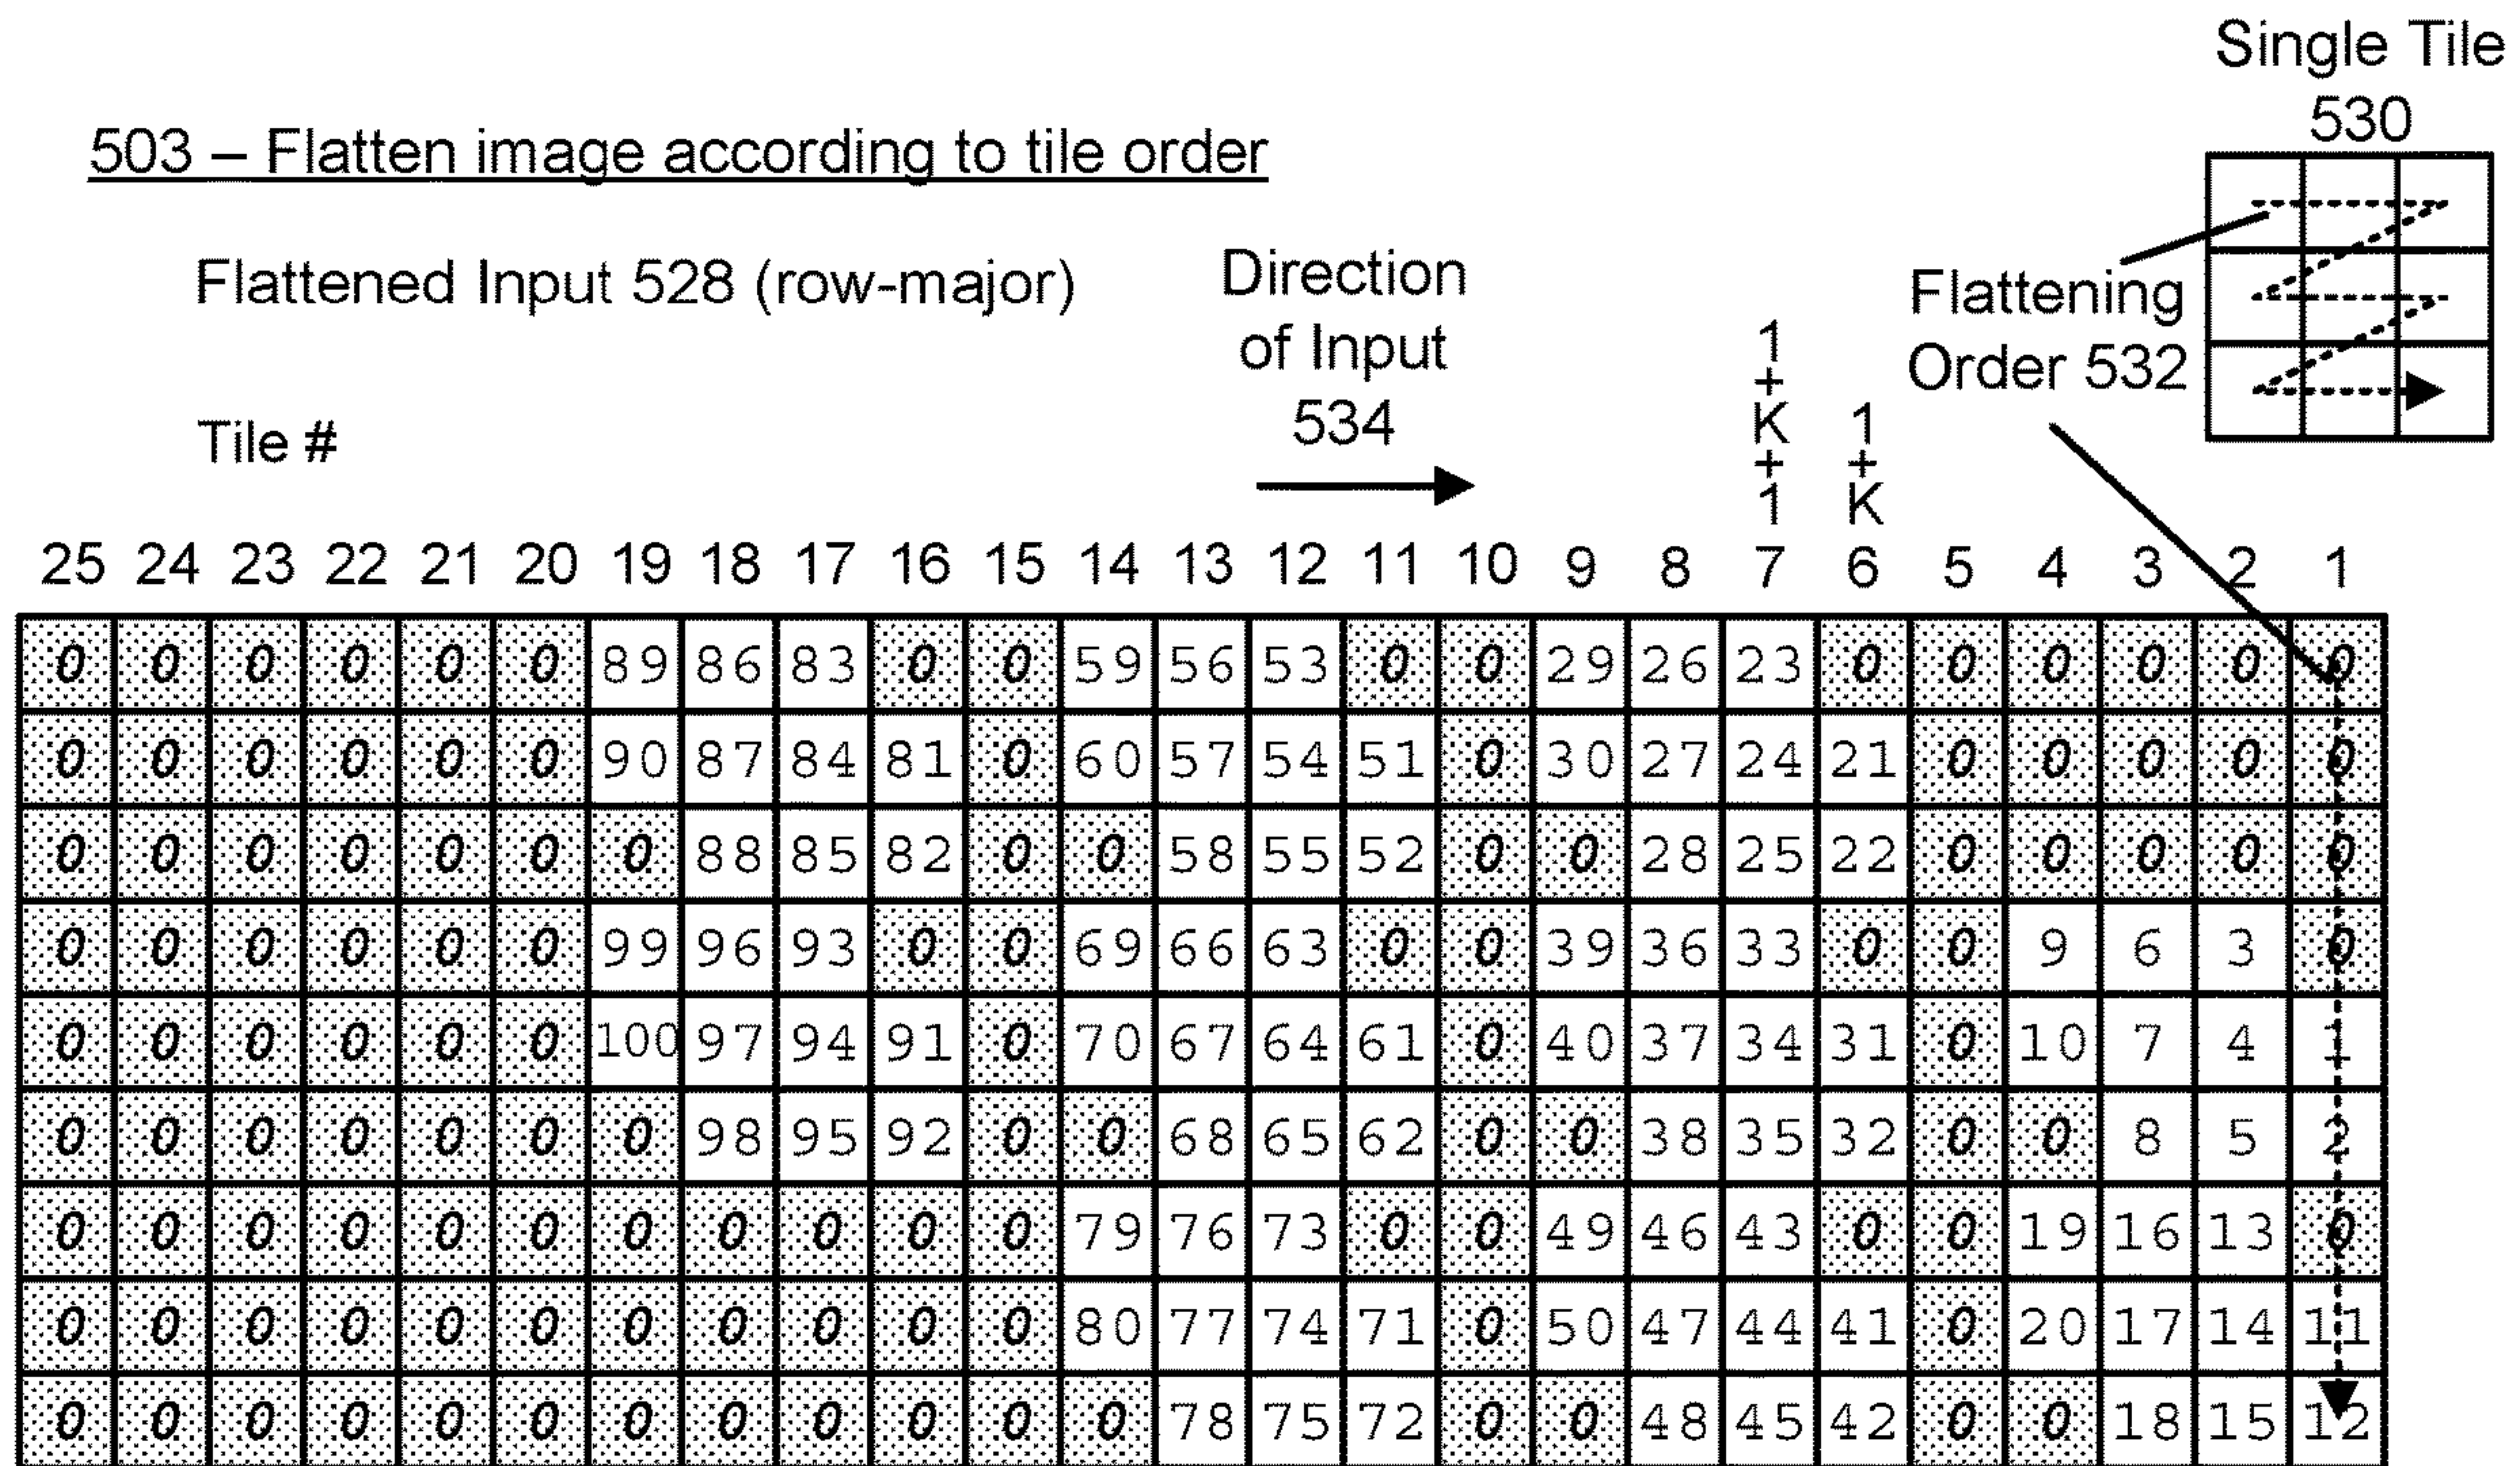 Single Tile
530
503 – Flatten image according to tile order
Flattened Input 528 (row-major)
Direction
of Input
534
Flattening
Order 532
Tile #
1
+
K
+
1
1
+
K
25 24 23 22 21 20 19 18 17 16 15 14 13 12 11 10 9 8 7 6 5 4 3 2 1
0 0 0 0 0 0 89 86 83 0 0 59 56 53 0 0 29 26 23 0 0 0 0 0 0
0 0 0 0 0 0 90 87 84 81 0 60 57 54 51 0 30 27 24 21 0 0 0 0 0
0 0 0 0 0 0 0 88 85 82 0 0 58 55 52 0 0 28 25 22 0 0 0 0 0
0 0 0 0 0 0 99 96 93 0 0 69 66 63 0 0 39 36 33 0 0 9 6 3 0
0 0 0 0 0 0 100 97 94 91 0 70 67 64 61 0 40 37 34 31 0 10 7 4 1
0 0 0 0 0 0 0 98 95 92 0 0 68 65 62 0 0 38 35 32 0 0 8 5 2
0 0 0 0 0 0 0 0 0 0 0 79 76 73 0 0 49 46 43 0 0 19 16 13 0
0 0 0 0 0 0 0 0 0 0 0 80 77 74 71 0 50 47 44 41 0 20 17 14 11
0 0 0 0 0 0 0 0 0 0 0 0 78 75 72 0 0 48 45 42 0 0 18 15 12